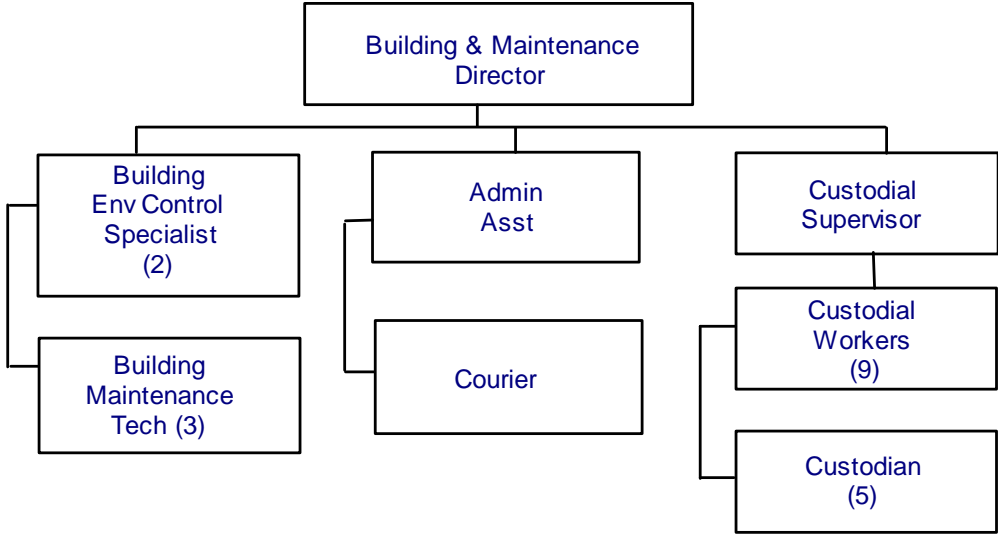 Building & Maintenance
Director
Building
Env Control
Specialist
(2)
Admin
Asst
Custodial
Supervisor
Building
Maintenance
Tech (3)
Courier
Custodial
Workers
(9)
Custodian
(5)